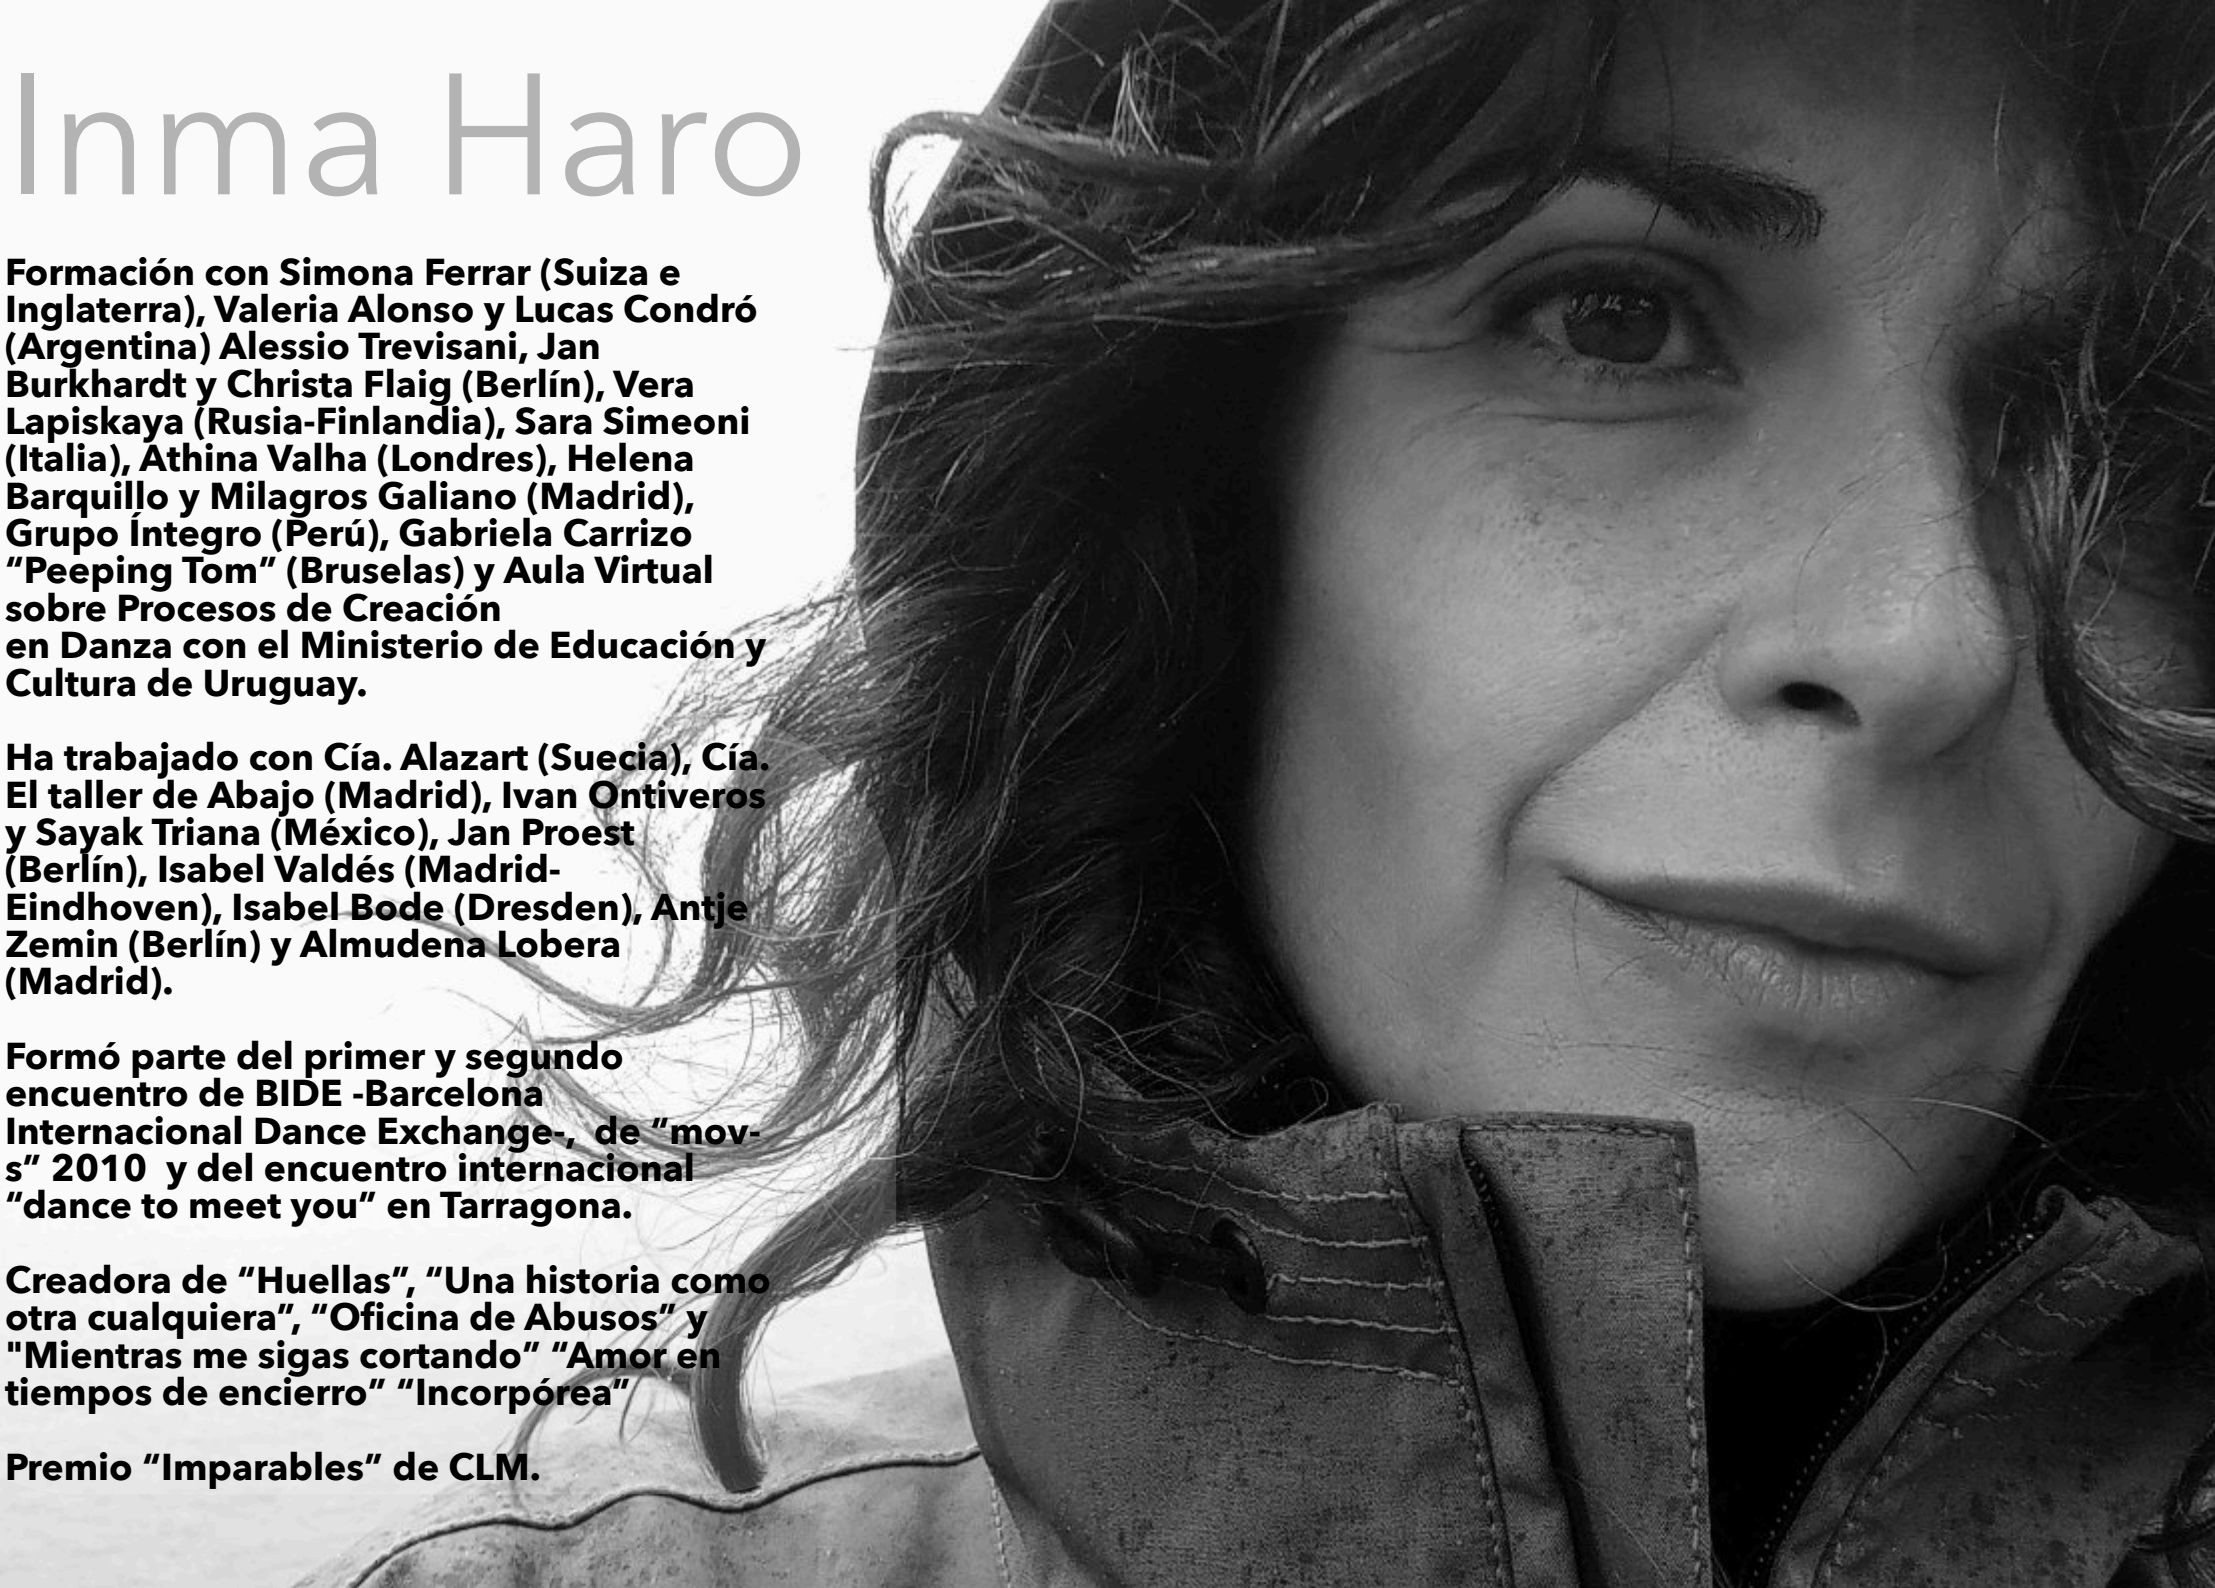 Inma Haro
Formación con Simona Ferrar (Suiza e
Inglaterra), Valeria Alonso y Lucas Condró
(Argentina) Alessio Trevisani, Jan
Burkhardt y Christa Flaig (Berlín), Vera
Lapiskaya (Rusia-Finlandia), Sara Simeoni
(Italia), Athina Valha (Londres), Helena
Barquillo y Milagros Galiano (Madrid),
Grupo Íntegro (Perú), Gabriela Carrizo
“Peeping Tom” (Bruselas) y Aula Virtual
sobre Procesos de Creación
en Danza con el Ministerio de Educación y
Cultura de Uruguay.
Ha trabajado con Cía. Alazart (Suecia), Cía.
El taller de Abajo (Madrid), Ivan Ontiveros
y Sayak Triana (México), Jan Proest
(Berlín), Isabel Valdés (Madrid-
Eindhoven), Isabel Bode (Dresden), Antje
Zemin (Berlín) y Almudena Lobera
(Madrid).
Formó parte del primer y segundo
encuentro de BIDE -Barcelona
Internacional Dance Exchange-,  de “mov-
s” 2010  y del encuentro internacional
“dance to meet you” en Tarragona.
Creadora de “Huellas”, “Una historia como
otra cualquiera”, “Oficina de Abusos” y
"Mientras me sigas cortando” “Amor en
tiempos de encierro” “Incorpórea”
Premio “Imparables” de CLM.